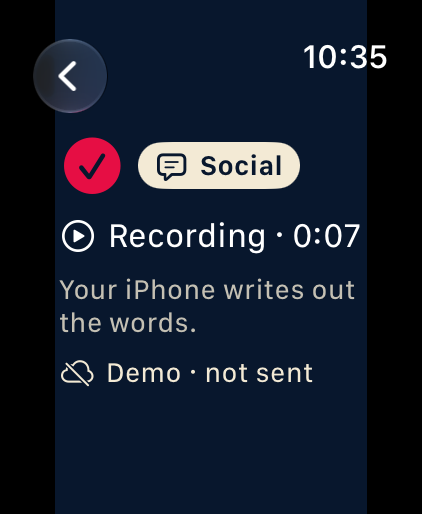 10:35
Social
Recording · 0:07
Your iPhone writes out
the words.
Demo · not sent